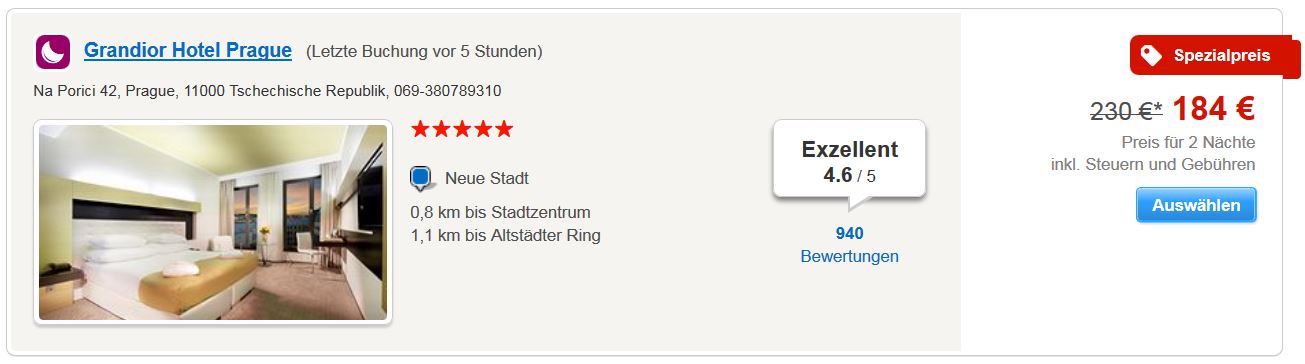 Grandior Hotel Prague (Letzte Buchung vor 5 Stunden)
Na Porici 42, Prague, 11000 Tschechische Republik, 069-380789310
Neue Stadt
0,8 km bis Stadtzentrum
1,1 km bis Altstädter Ring
Exzellent
4.6 / 5
940
Bewertungen
Spezialpreis
230 €* 184 €
Preis für 2 Nächte
inkl. Steuern und Gebühren
Auswählen